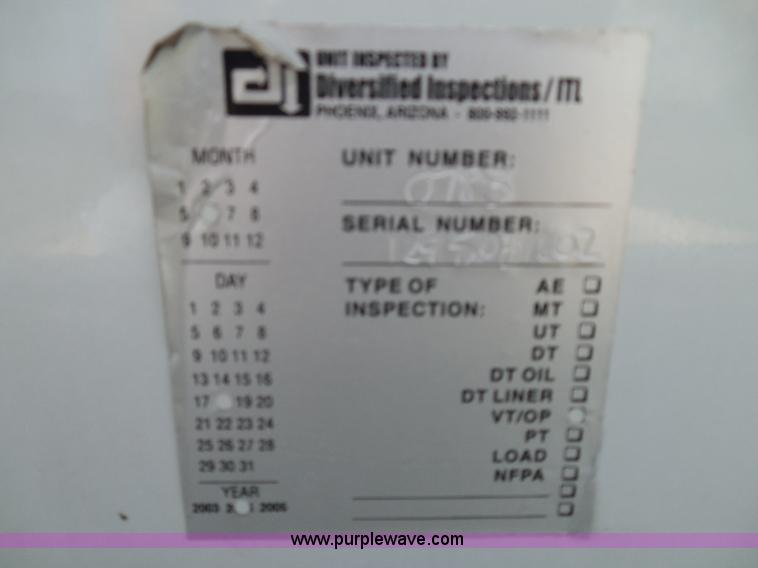 UNIT INSPECTED BY
Diversified Inspections/ITL
PHOENIX, ARIZONA -
MONTH
1 2 3 4
5 7 8
9 10 11 12
DAY
1 2 3 4
5 6 7 8
9 10 11 12
13 14 15 16
17 19 20
21 22 23 24
25 26 27 28
29 30 31
YEAR
2003 2005
UNIT NUMBER:
SERIAL NUMBER:
TYPE OF INSPECTION:
AE
MT
UT
DT
DT OIL
DT LINER
VT/OP
PT
LOAD
NFPA
www.purplewave.com